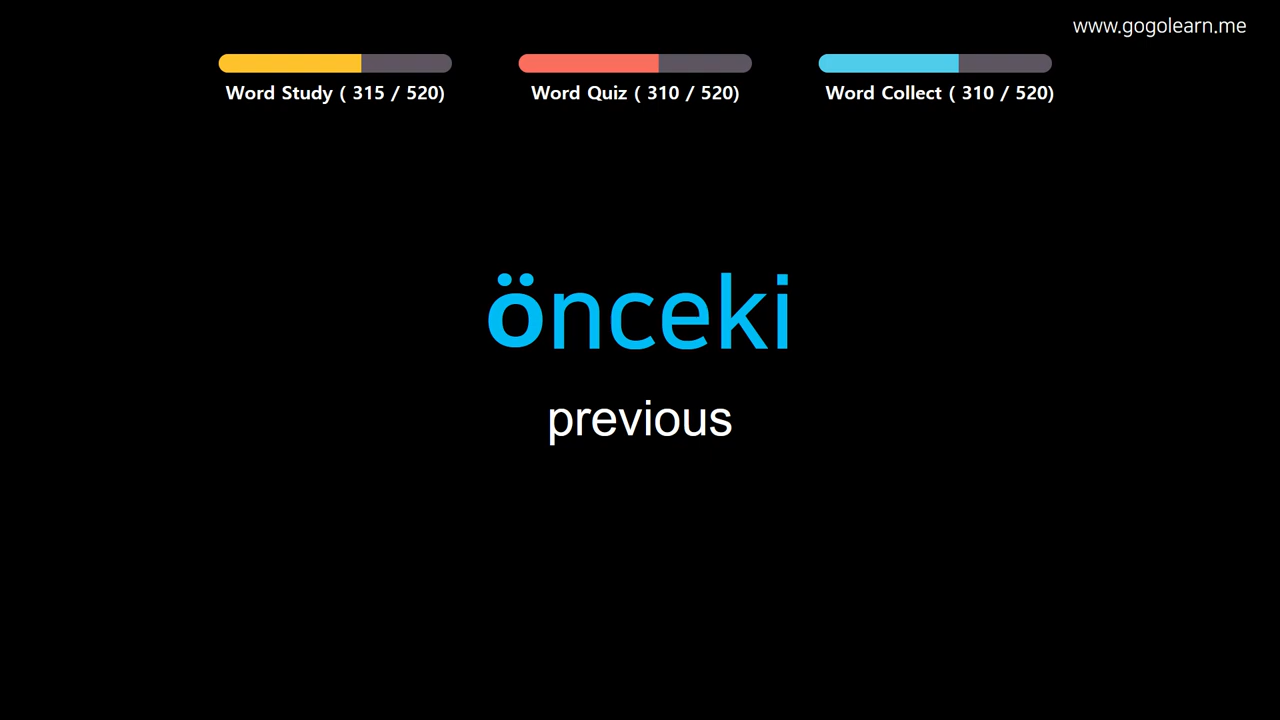 www.gogolearn.me
Word Study ( 315 / 520)
Word Quiz ( 310 / 520)
Word Collect ( 310 / 520)
önceki
previous